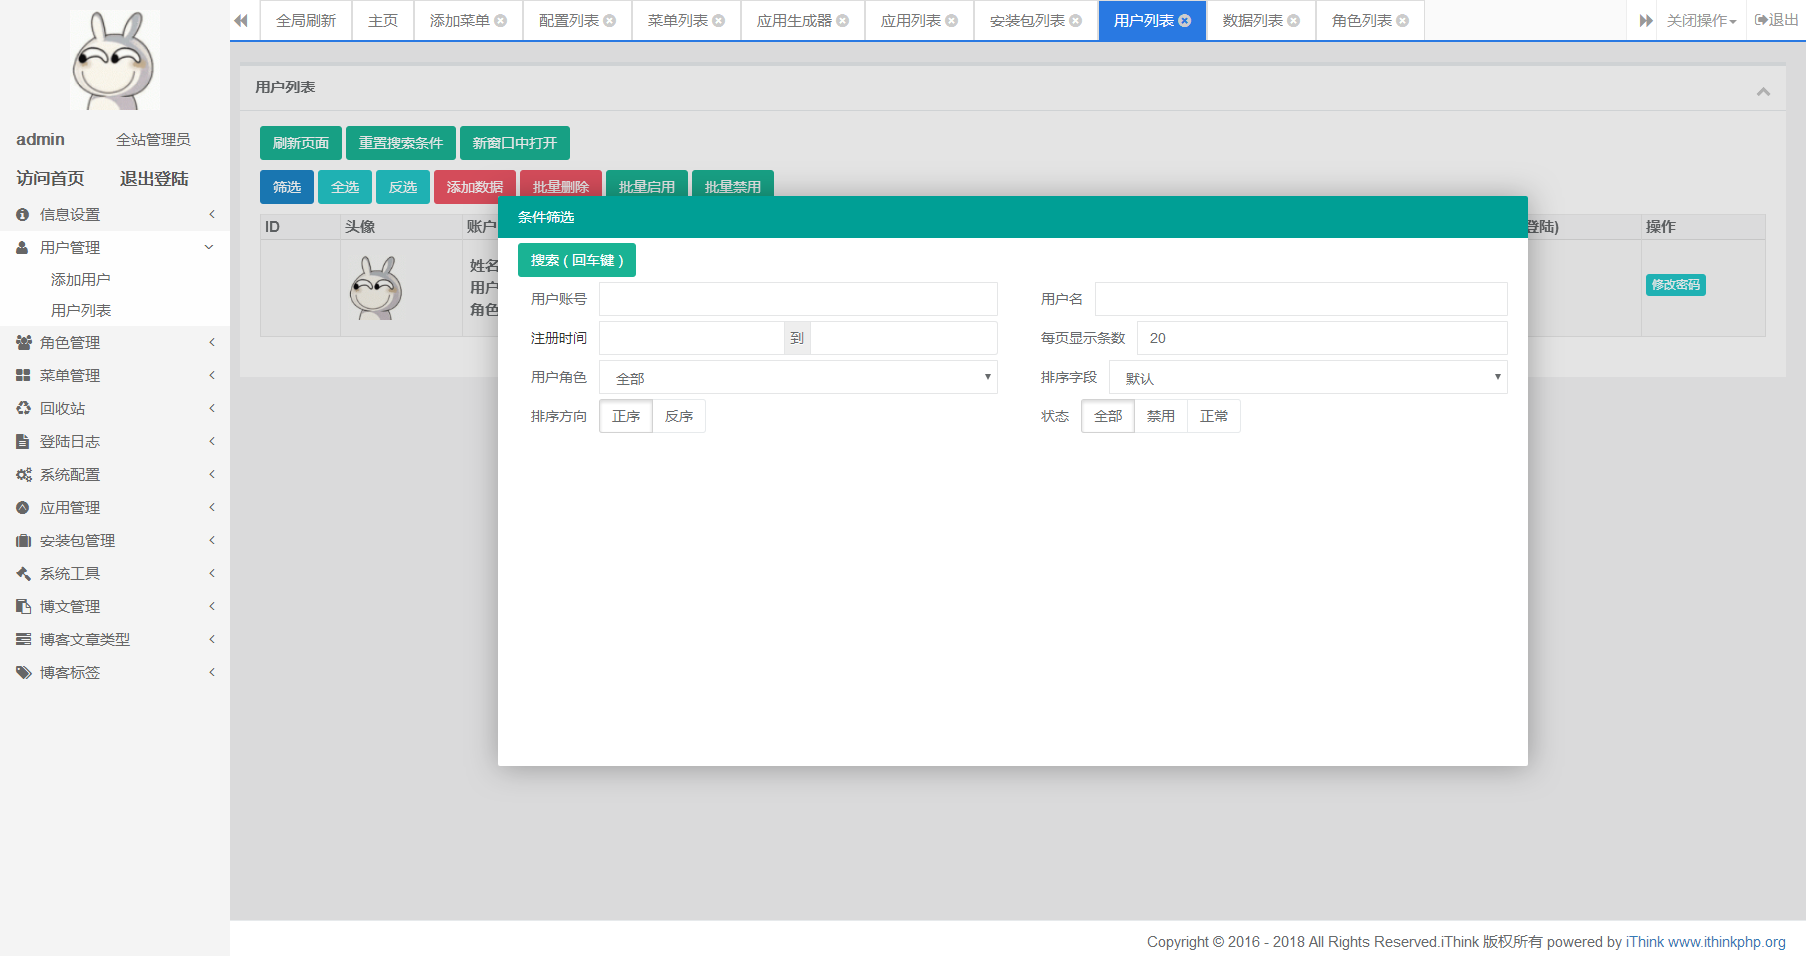 全局刷新 主页 添加菜单 配置列表 菜单列表 应用生成器 应用列表 安装包列表 用户列表 数据列表 角色列表 关闭操作 退出
admin 全站管理员
访问首页 退出登陆
信息设置
用户管理
添加用户
用户列表
角色管理
菜单管理
回收站
登陆日志
系统配置
应用管理
安装包管理
系统工具
博文管理
博客文章类型
博客标签
用户列表
刷新页面 重置搜索条件 新窗口中打开
筛选 全选 反选 添加数据 批量删除 批量启用 批量禁用
ID 头像 账户 登陆) 操作
姓名
用户
角色
修改密码
条件筛选
搜索 ( 回车键 )
用户账号 用户名
注册时间 到 每页显示条数 20
用户角色 全部 排序字段 默认
排序方向 正序 反序 状态 全部 禁用 正常
Copyright © 2016 - 2018 All Rights Reserved.iThink 版权所有 powered by iThink www.ithinkphp.org